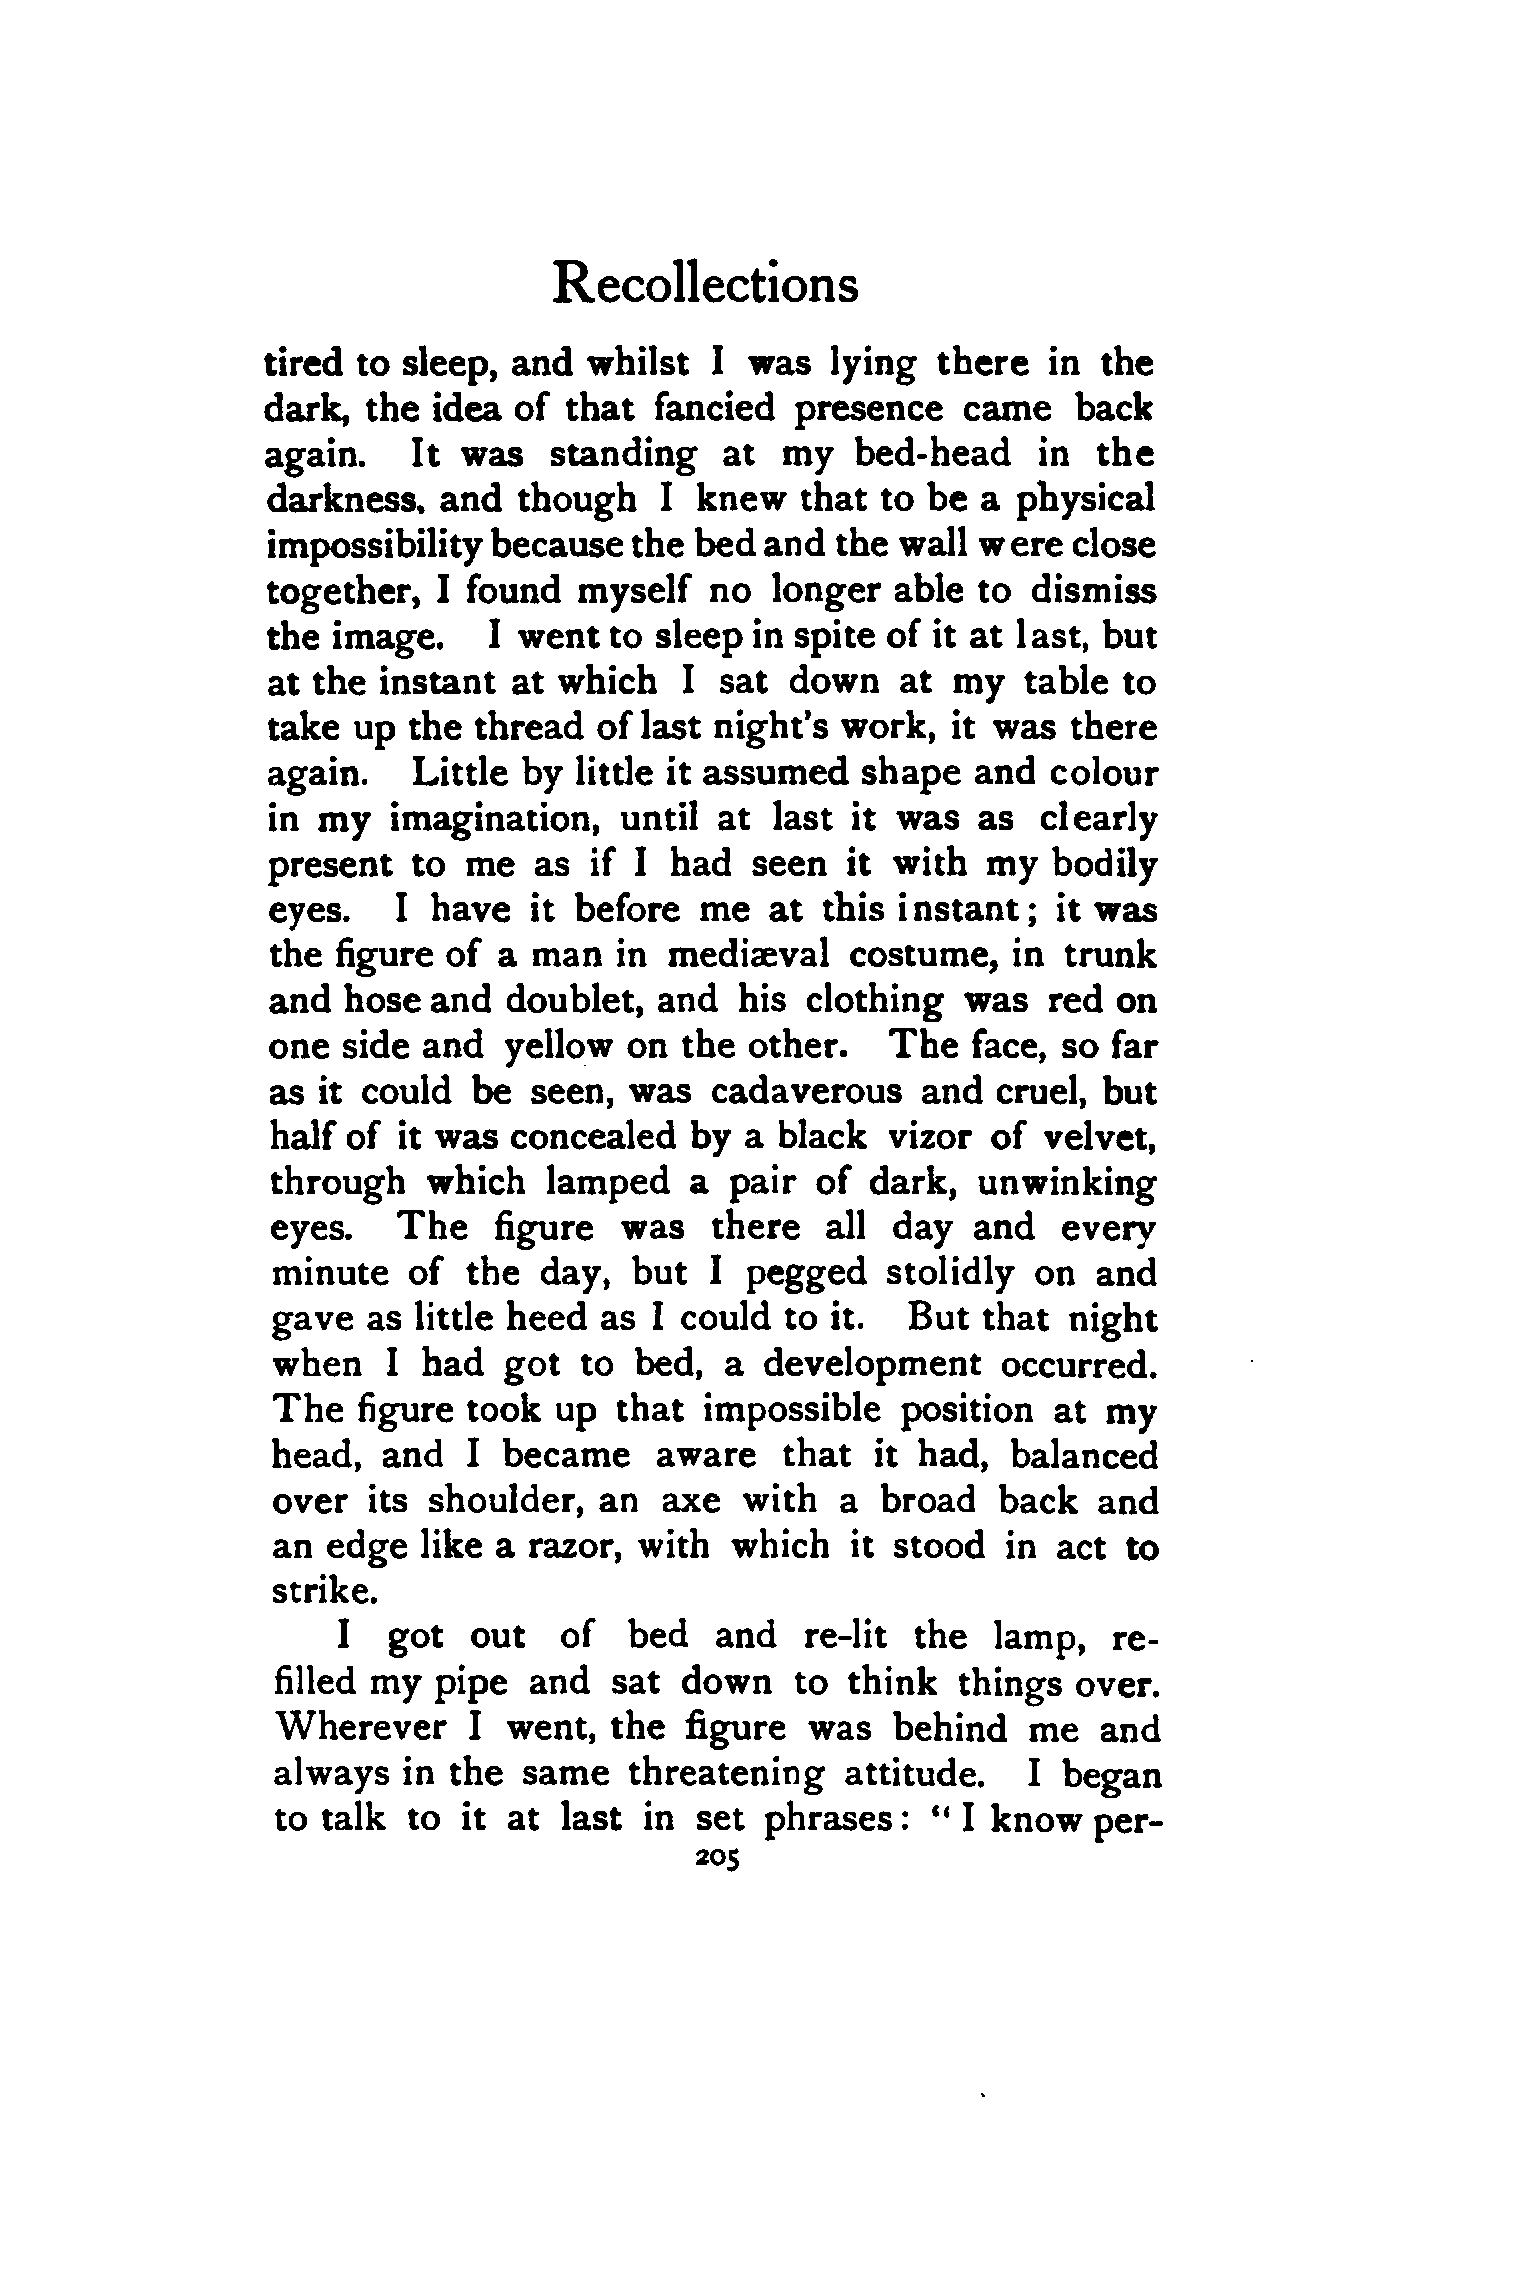 Recollections
tired to sleep, and whilst I was lying there in the
dark, the idea of that fancied presence came back
again. It was standing at my bed-head in the
darkness, and though I knew that to be a physical
impossibility because the bed and the wall were close
together, I found myself no longer able to dismiss
the image. I went to sleep in spite of it at last, but
at the instant at which I sat down at my table to
take up the thread of last night's work, it was there
again. Little by little it assumed shape and colour
in my imagination, until at last it was as clearly
present to me as if I had seen it with my bodily
eyes. I have it before me at this instant; it was
the figure of a man in mediæval costume, in trunk
and hose and doublet, and his clothing was red on
one side and yellow on the other. The face, so far
as it could be seen, was cadaverous and cruel, but
half of it was concealed by a black vizor of velvet,
through which lamped a pair of dark, unwinking
eyes. The figure was there all day and every
minute of the day, but I pegged stolidly on and
gave as little heed as I could to it. But that night
when I had got to bed, a development occurred.
The figure took up that impossible position at my
head, and I became aware that it had, balanced
over its shoulder, an axe with a broad back and
an edge like a razor, with which it stood in act to
strike.
I got out of bed and re-lit the lamp, re-
filled my pipe and sat down to think things over.
Wherever I went, the figure was behind me and
always in the same threatening attitude. I began
to talk to it at last in set phrases: “I know per-
205